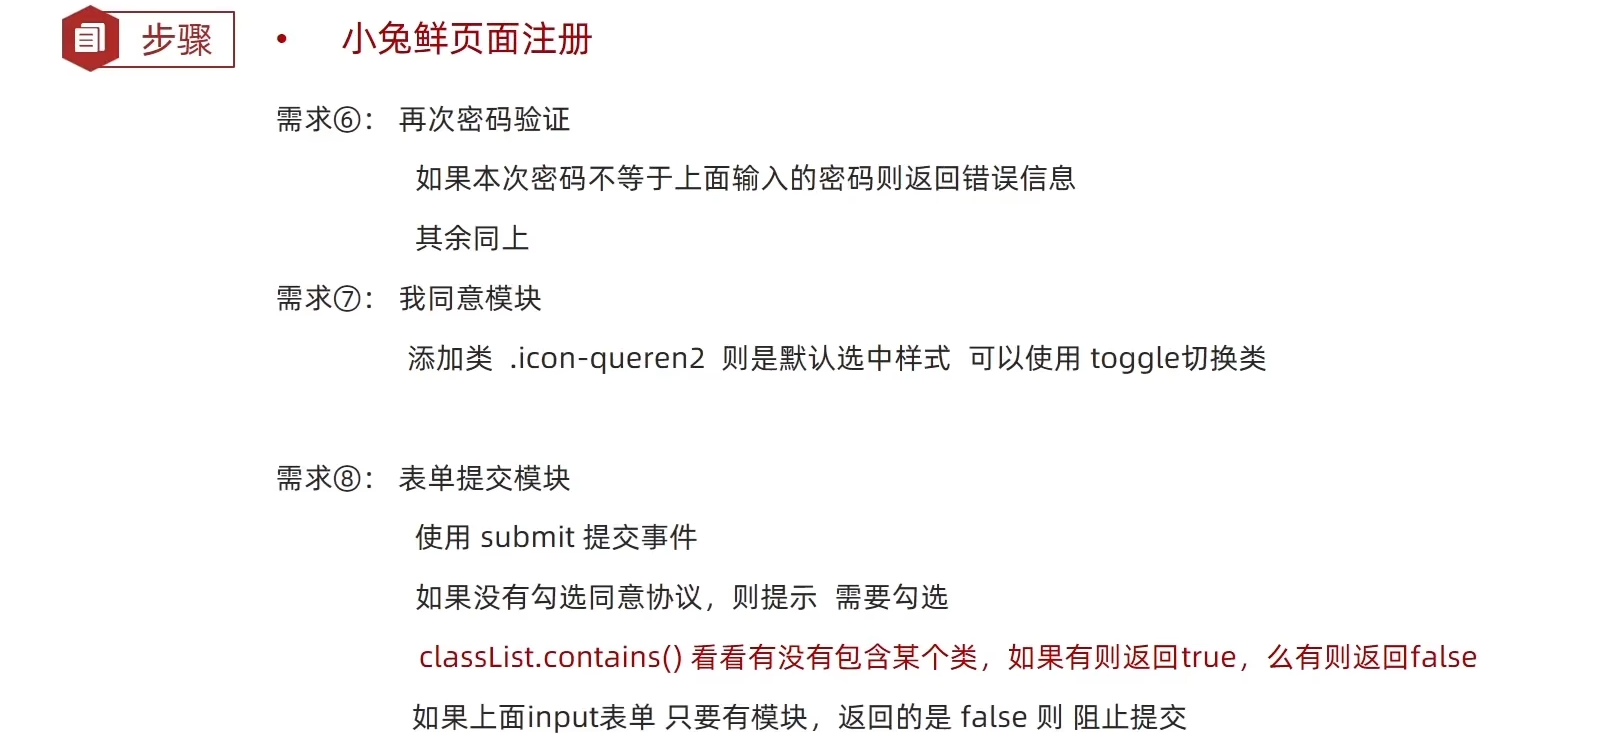 步骤 • 小兔鲜页面注册
需求⑥： 再次密码验证
如果本次密码不等于上面输入的密码则返回错误信息
其余同上
需求⑦： 我同意模块
添加类 .icon-queren2 则是默认选中样式 可以使用 toggle切换类
需求⑧： 表单提交模块
使用 submit 提交事件
如果没有勾选同意协议，则提示 需要勾选
classList.contains() 看看有没有包含某个类，如果有则返回true，么有则返回false
如果上面input表单 只要有模块，返回的是 false 则 阻止提交